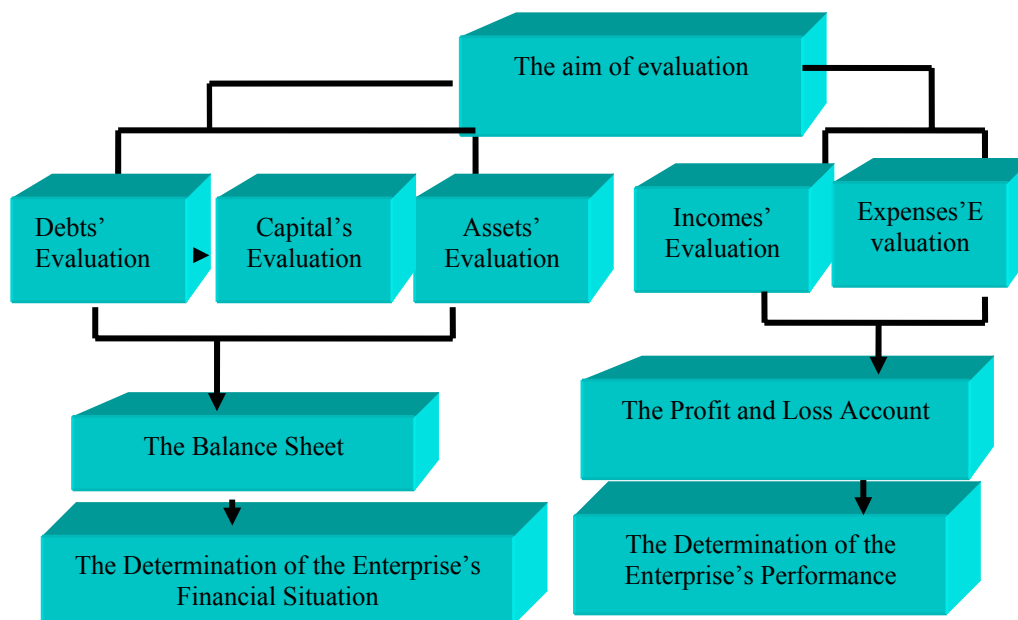 The aim of evaluation
Debts’
Evaluation
Capital's
Evaluation
Assets’
Evaluation
Incomes’
Evaluation
Expenses’E
valuation
The Balance Sheet
The Profit and Loss Account
The Determination of the Enterprise’s
Financial Situation
The Determination of the
Enterprise’s Performance